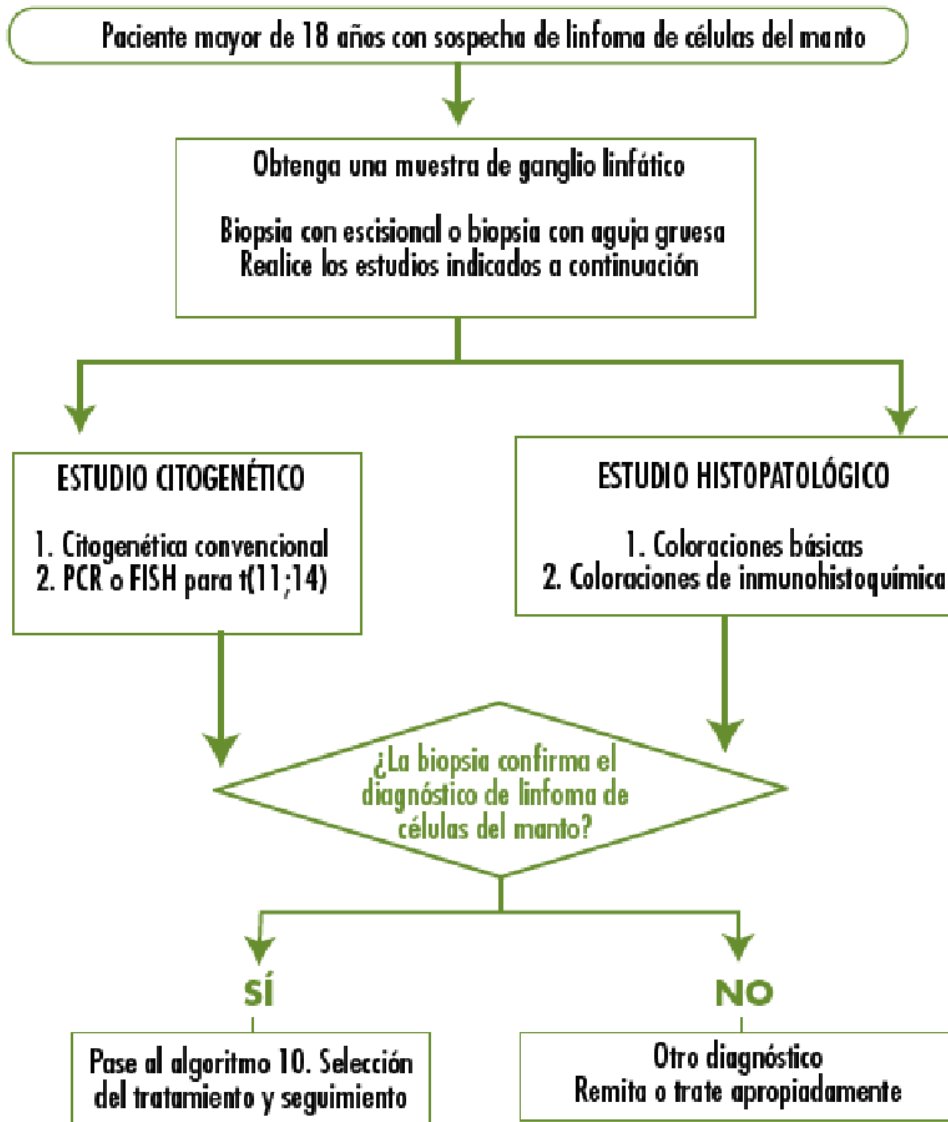 Paciente mayor de 18 años con sospecha de linfoma de células del manto
Obtenga una muestra de ganglio linfático
Biopsia con escisional o biopsia con aguja gruesa
Realice los estudios indicados a continuación
ESTUDIO CITOGENÉTICO
1. Citogenética convencional
2. PCR o FISH para t(11;14)
ESTUDIO HISTOPATOLÓGICO
1. Coloraciones básicas
2. Coloraciones de inmunohistoquímica
¿La biopsia confirma el
diagnóstico de linfoma de
células del manto?
SÍ
NO
Pase al algoritmo 10. Selección
del tratamiento y seguimiento
Otro diagnóstico
Remita o trate apropiadamente